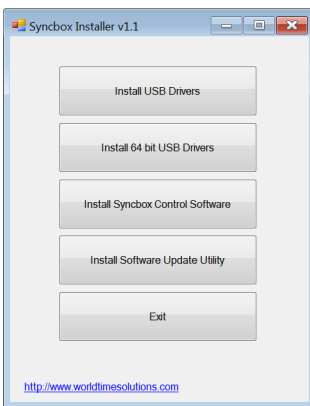 Syncbox Installer v1.1
Install USB Drivers
Install 64 bit USB Drivers
Install Syncbox Control Software
Install Software Update Utility
Exit
http://www.worldtimesolutions.com